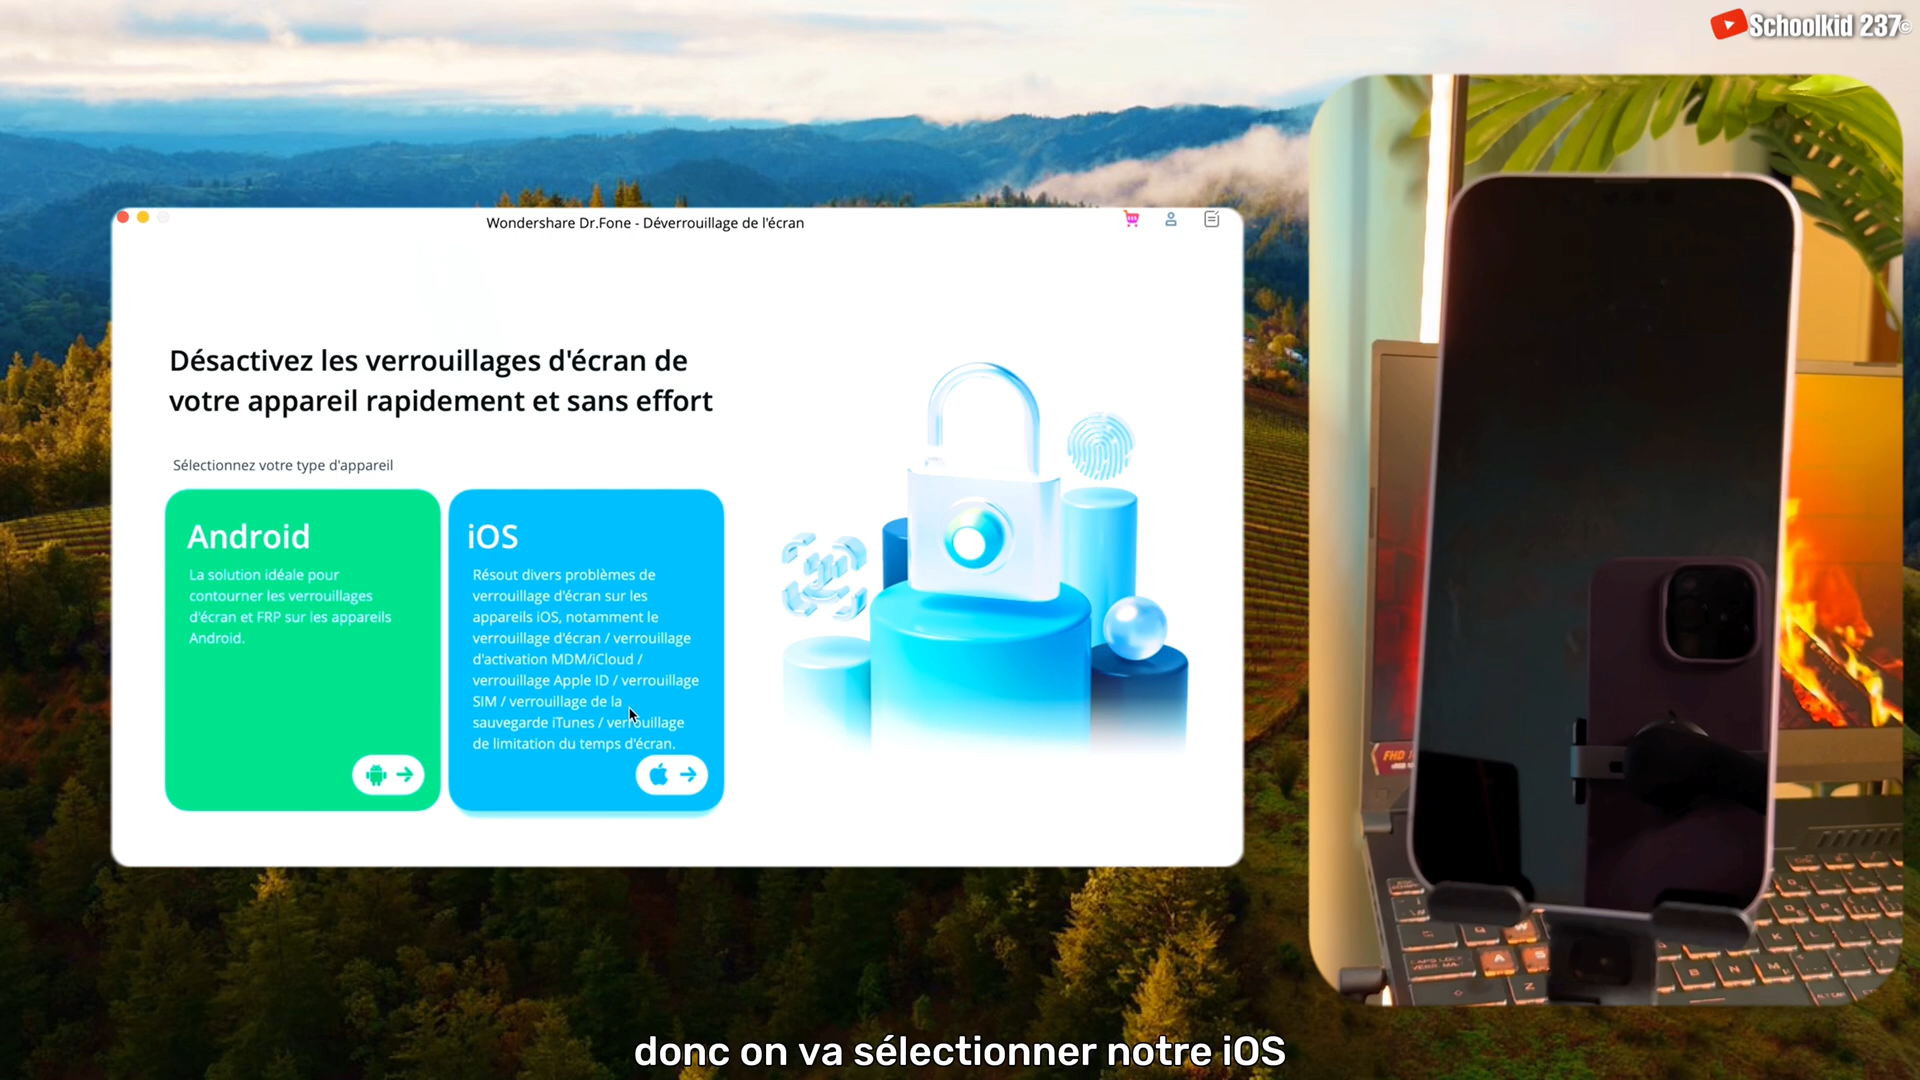 Schoolkid 237©
Wondershare Dr.Fone - Déverrouillage de l'écran
Désactivez les verrouillages d'écran de
votre appareil rapidement et sans effort
Sélectionnez votre type d'appareil
Android
La solution idéale pour
contourner les verrouillages
d'écran et FRP sur les appareils
Android.
iOS
Résout divers problèmes de
verrouillage d'écran sur les
appareils iOS, notamment le
verrouillage d'écran / verrouillage
d'activation MDM/iCloud /
verrouillage Apple ID / verrouillage
SIM / verrouillage de la
sauvegarde iTunes / verrouillage
de limitation du temps d'écran.
FHD
donc on va sélectionner notre iOS